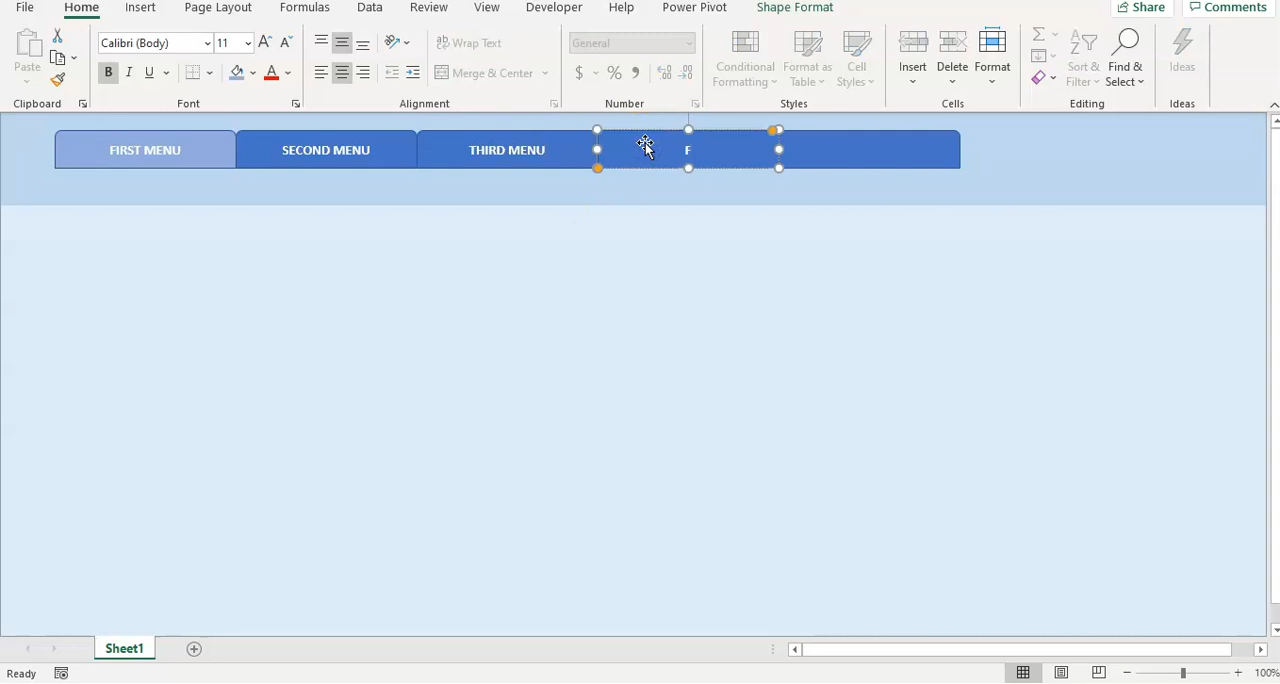 File Home Insert Page Layout Formulas Data Review View Developer Help Power Pivot Shape Format Share Comments
Calibri (Body) 11 A A Wrap Text General
Paste B I U A Merge & Center $ % , Conditional Formatting Format as Table Cell Styles Insert Delete Format Sort & Filter Find & Select Ideas
Clipboard Font Alignment Number Styles Cells Editing Ideas
FIRST MENU SECOND MENU THIRD MENU F
Sheet1
Ready 100%